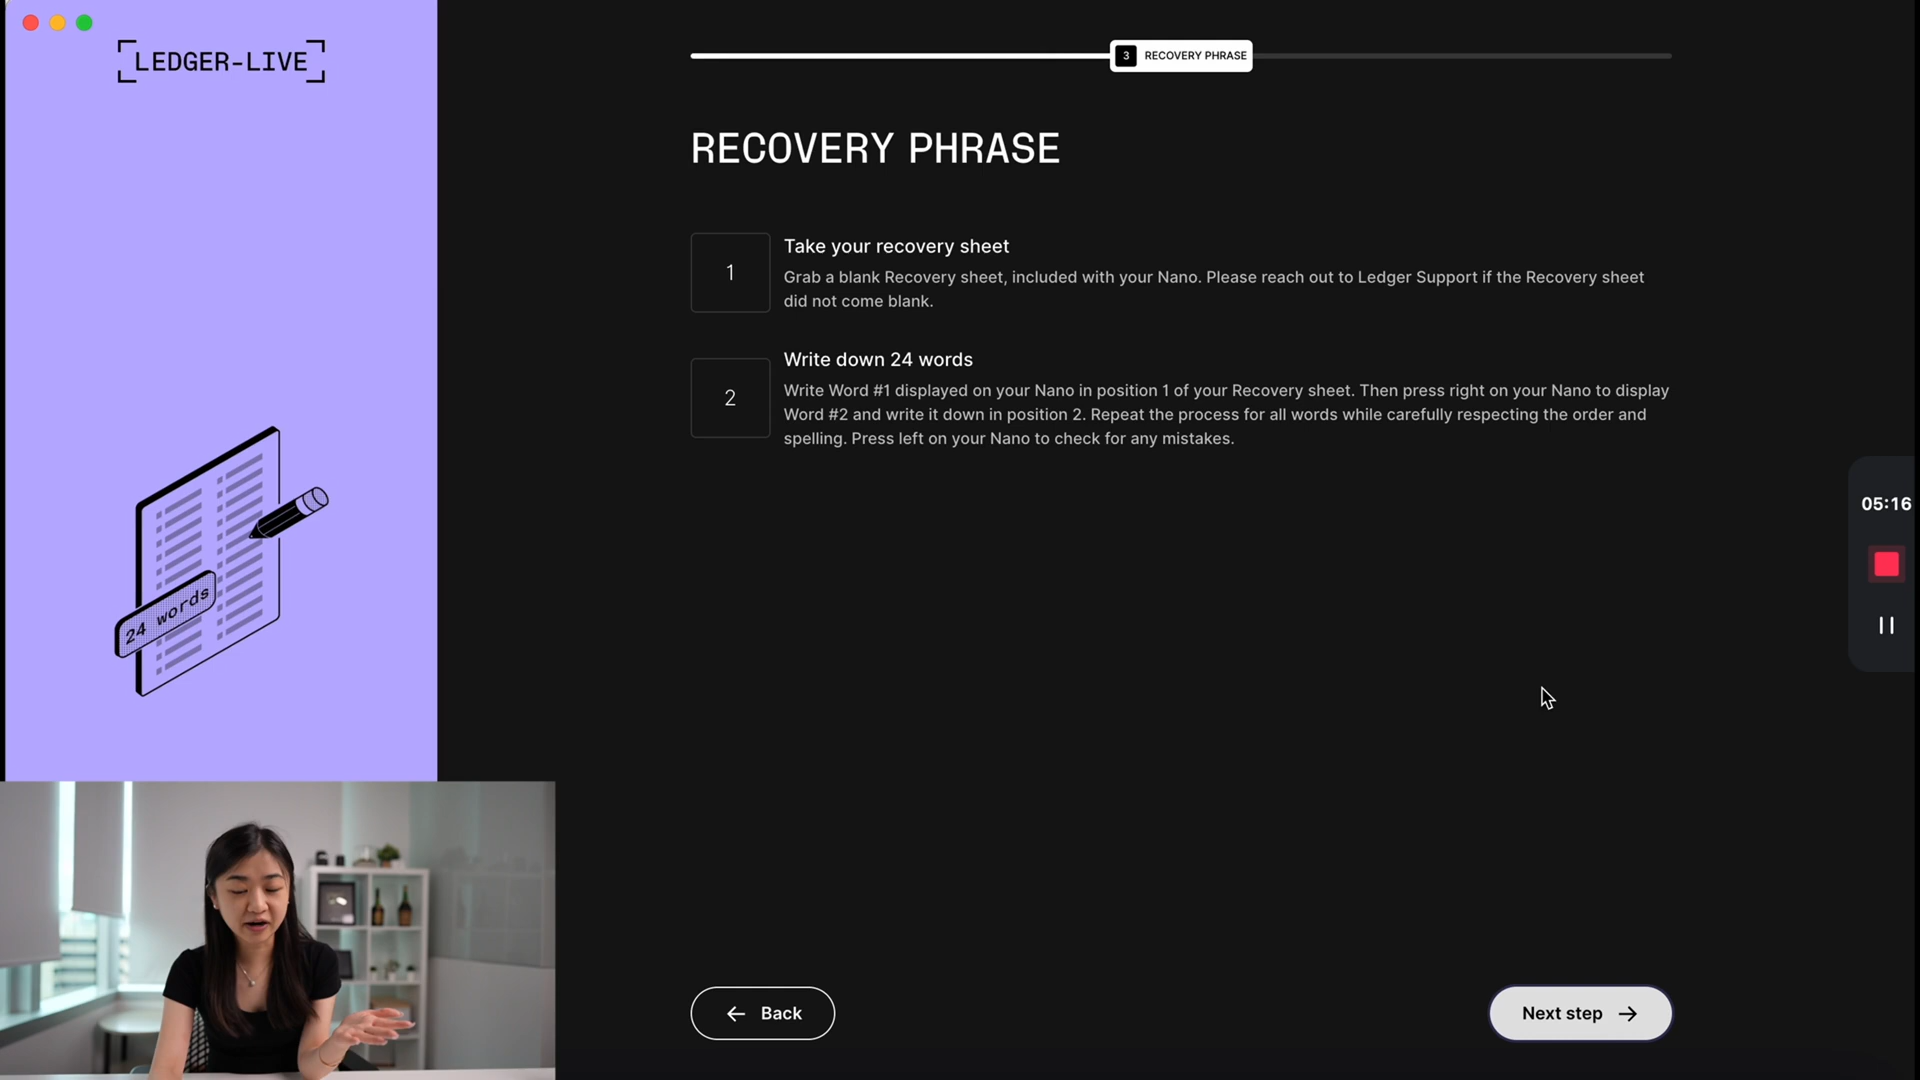 LEDGER-LIVE
3 RECOVERY PHRASE
RECOVERY PHRASE
1
Take your recovery sheet
Grab a blank Recovery sheet, included with your Nano. Please reach out to Ledger Support if the Recovery sheet
did not come blank.
2
Write down 24 words
Write Word #1 displayed on your Nano in position 1 of your Recovery sheet. Then press right on your Nano to display
Word #2 and write it down in position 2. Repeat the process for all words while carefully respecting the order and
spelling. Press left on your Nano to check for any mistakes.
24 words
05:16
Back
Next step